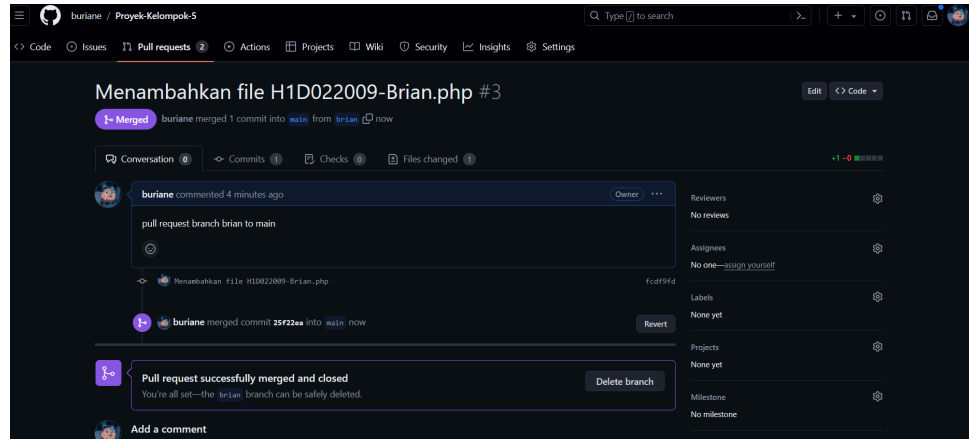 buriane / Proyek-Kelompok-5
Type / to search
Code Issues Pull requests 2 Actions Projects Wiki Security Insights Settings
Menambahkan file H1D022009-Brian.php #3
Edit <> Code
Merged buriane merged 1 commit into main from brian now
Conversation 0 Commits 1 Checks 0 Files changed 1 +1 −0
buriane commented 4 minutes ago Owner ...
pull request branch brian to main
Menambahkan file H1D022009-Brian.php fcdf9fd
buriane merged commit 25f22ea into main now Revert
Pull request successfully merged and closed
You're all set—the brian branch can be safely deleted.
Delete branch
Add a comment
Reviewers
No reviews
Assignees
No one—assign yourself
Labels
None yet
Projects
None yet
Milestone
No milestone